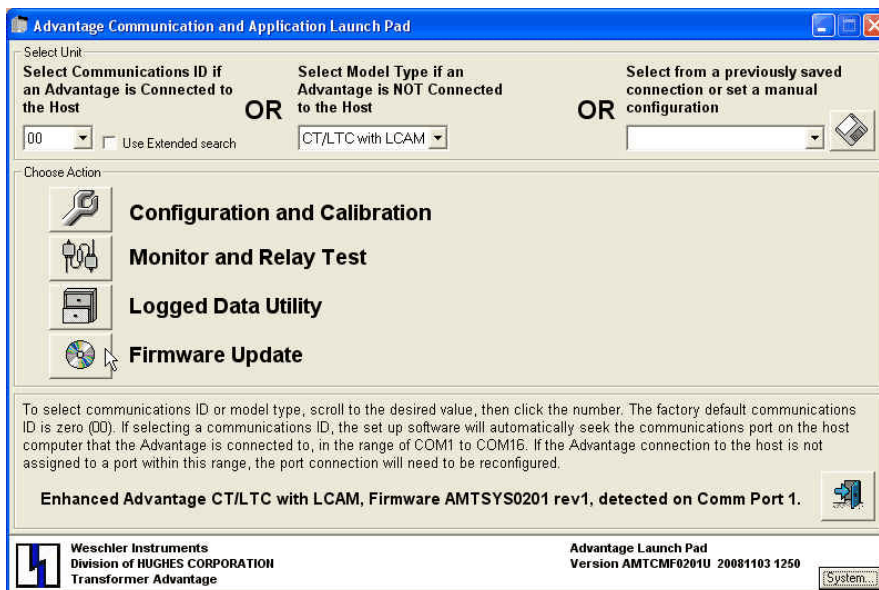 Advantage Communication and Application Launch Pad
Select Unit
Select Communications ID if
an Advantage is Connected to
the Host
OR
Select Model Type if an
Advantage is NOT Connected
to the Host
OR
Select from a previously saved
connection or set a manual
configuration
00
Use Extended search
CT/LTC with LCAM
Choose Action
Configuration and Calibration
Monitor and Relay Test
Logged Data Utility
Firmware Update
To select communications ID or model type, scroll to the desired value, then click the number. The factory default communications
ID is zero (00). If selecting a communications ID, the set up software will automatically seek the communications port on the host
computer that the Advantage is connected to, in the range of COM1 to COM16. If the Advantage connection to the host is not
assigned to a port within this range, the port connection will need to be reconfigured.
Enhanced Advantage CT/LTC with LCAM, Firmware AMTSYS0201 rev1, detected on Comm Port 1.
Weschler Instruments
Division of HUGHES CORPORATION
Transformer Advantage
Advantage Launch Pad
Version AMTCMF0201U 20081103 1250
System...